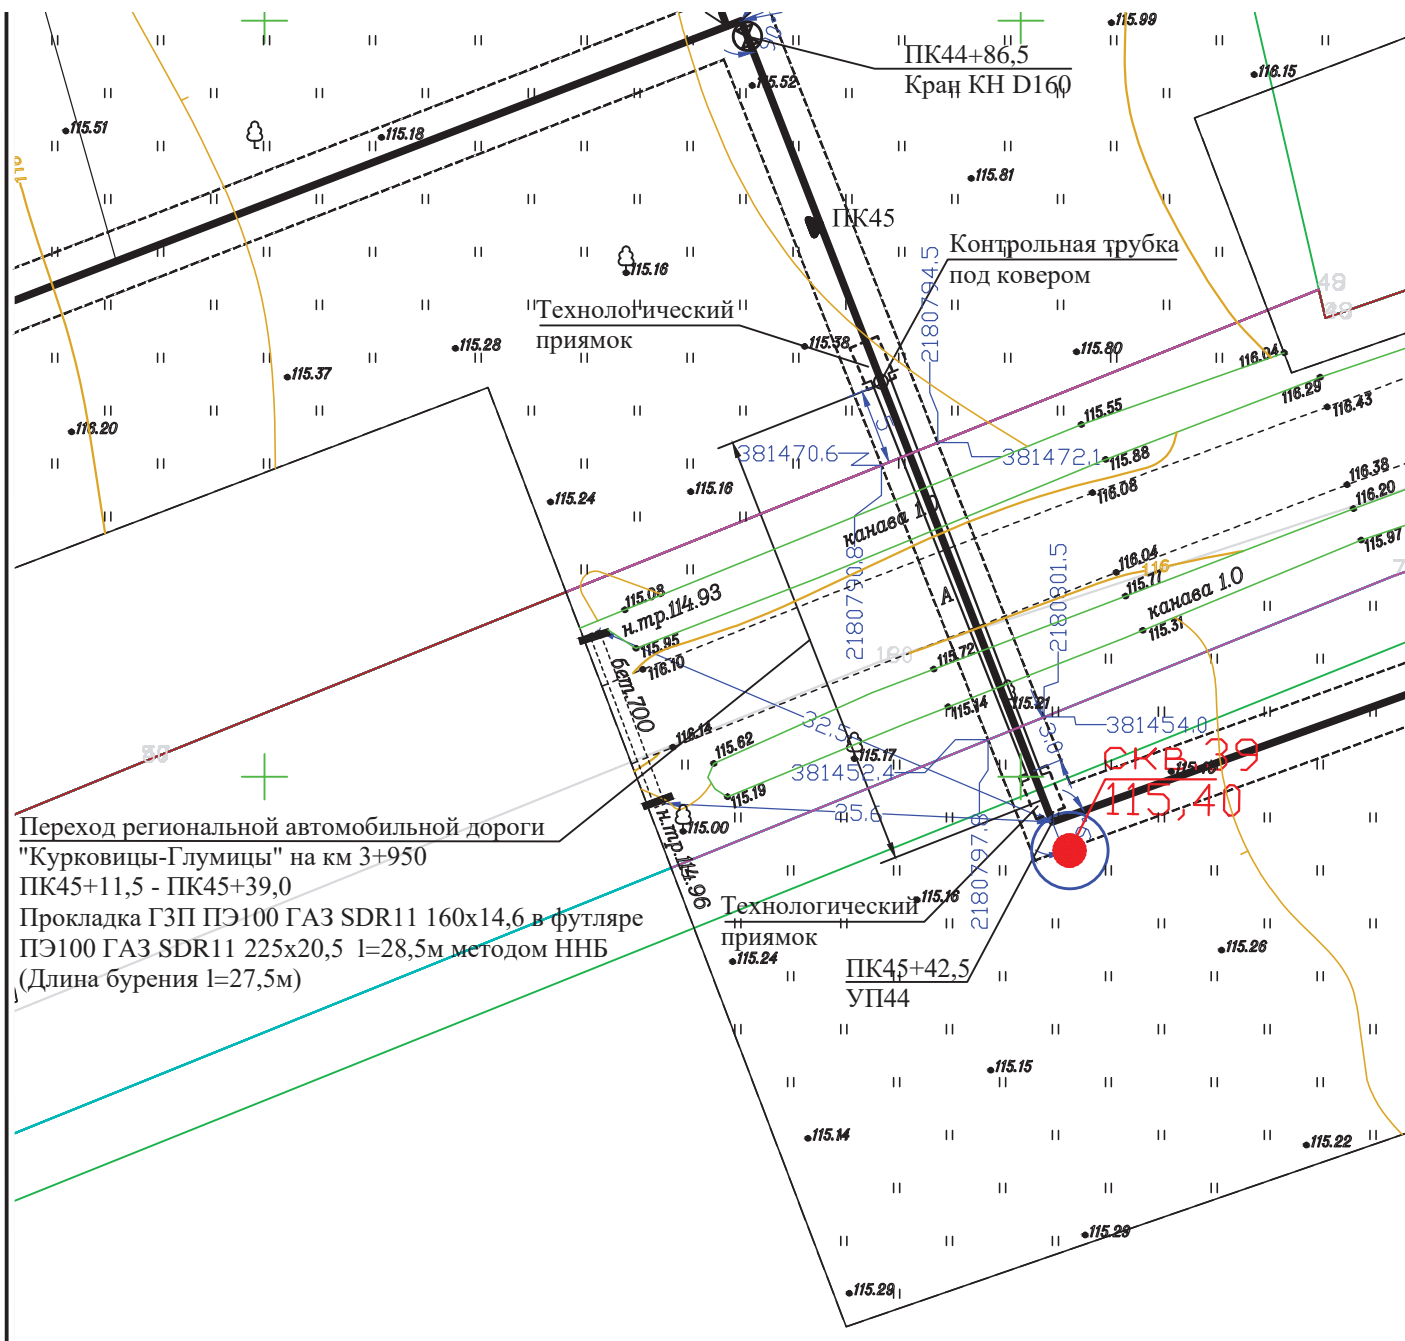 115.99
ПК44+86,5
Кран КН D160
116.15
115.52
115.51
115.18
115.81
ПК45
Контрольная трубка
под ковером
115.16
2180794.5
Технологический
приямок
115.38
115.28
115.80
116.04
115.37
116.29
116.43
116.20
115.55
5
381470.6
381472.1
115.88
116.38
115.24
115.16
116.08
116.20
канава 1.0
115.97
2180790.8
2180801.5
116.04
116
115.77
канава 1.0
115.08
н.тр.114.93
А
115.31
115.95
116.10
115.72
бет.700
115.21
115.14
32.5
381454.0
116.14
115.62
115.17
3.0
СКВ.39
115,40
381452.4
115.19
25.6
115.00
2180797.8
н.тр.114.96
Переход региональной автомобильной дороги
"Курковицы-Глумицы" на км 3+950
ПК45+11,5 - ПК45+39,0
Прокладка ГЗП ПЭ100 ГАЗ SDR11 160х14,6 в футляре
ПЭ100 ГАЗ SDR11 225х20,5 l=28,5м методом ННБ
(Длина бурения l=27,5м)
115.16
Технологический
приямок
115.24
ПК45+42,5
УП44
115.26
115.15
115.14
115.22
115.29
115.29